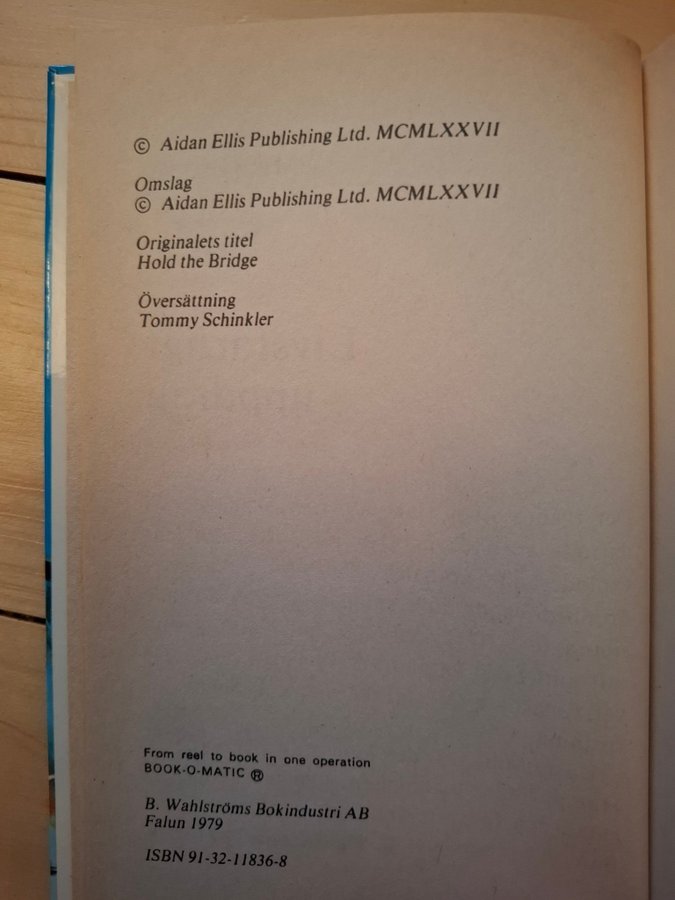 © Aidan Ellis Publishing Ltd. MCMLXXVII
Omslag
© Aidan Ellis Publishing Ltd. MCMLXXVII
Originalets titel
Hold the Bridge
Översättning
Tommy Schinkler
From reel to book in one operation
BOOK-O-MATIC ®
B. Wahlströms Bokindustri AB
Falun 1979
ISBN 91-32-11836-8